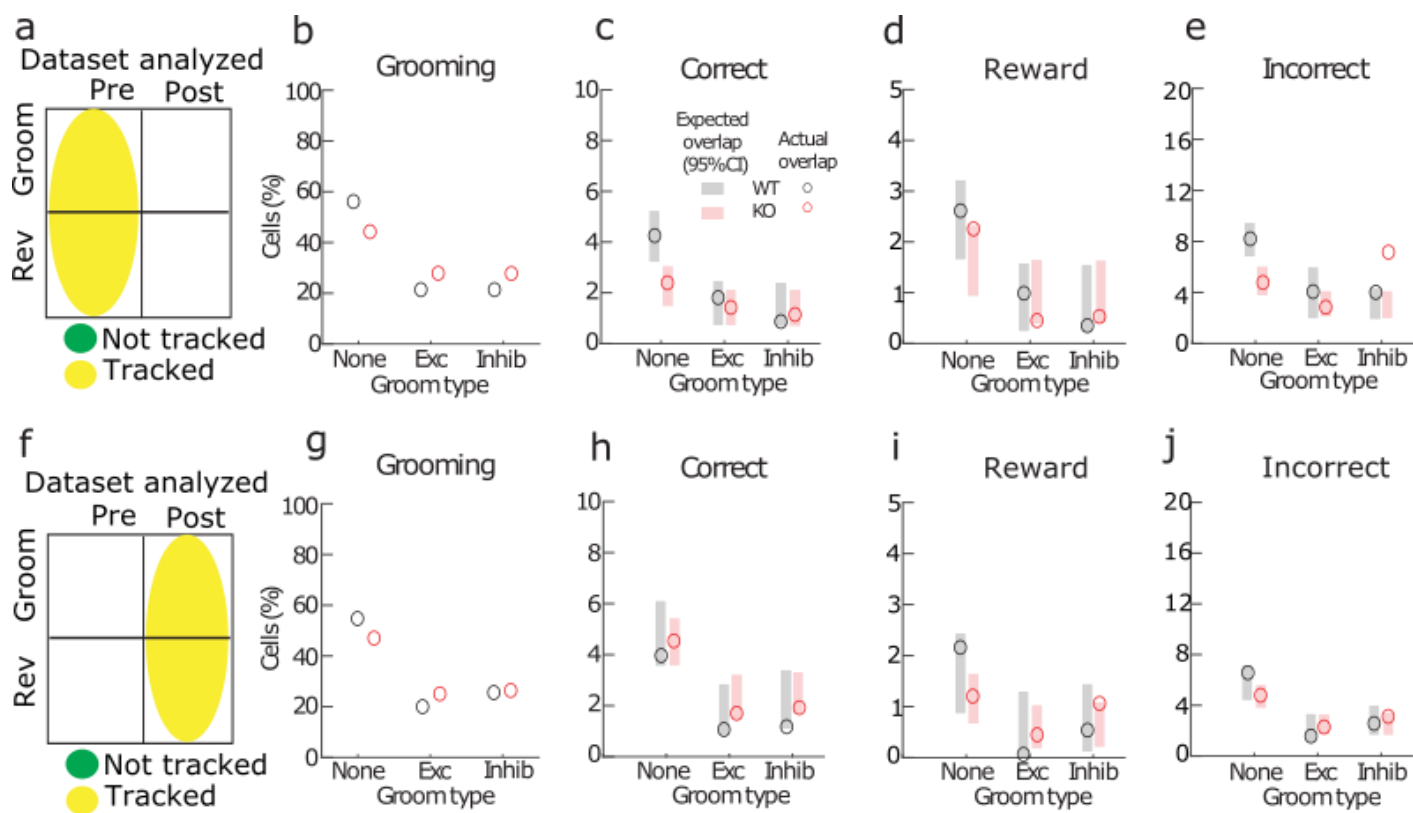 a
Dataset analyzed
Pre Post
Groom
Rev
Not tracked
Tracked
b
Grooming
Cells (%)
100
80
60
40
20
0
None Exc Inhib
Groom type
c
Correct
10
8
6
4
2
0
Expected overlap (95%CI)
Actual overlap
WT
KO
None Exc Inhib
Groom type
d
Reward
5
4
3
2
1
0
None Exc Inhib
Groom type
e
Incorrect
20
16
12
8
4
0
None Exc Inhib
Groom type
f
Dataset analyzed
Pre Post
Groom
Rev
Not tracked
Tracked
g
Grooming
Cells (%)
100
80
60
40
20
0
None Exc Inhib
Groom type
h
Correct
10
8
6
4
2
0
None Exc Inhib
Groom type
i
Reward
5
4
3
2
1
0
None Exc Inhib
Groom type
j
Incorrect
20
16
12
8
4
0
None Exc Inhib
Groom type